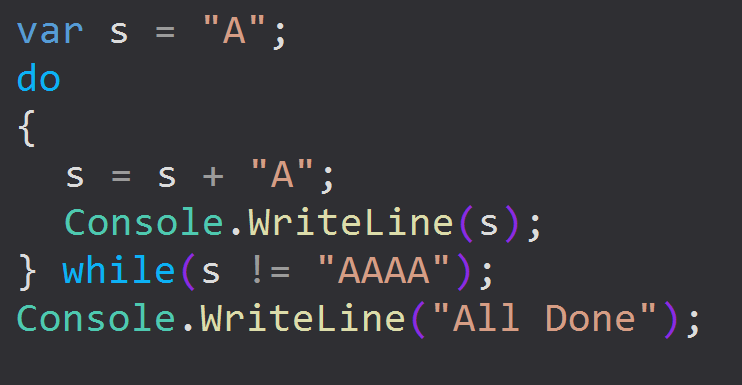 var s = "A";
do
{
  s = s + "A";
  Console.WriteLine(s);
} while(s != "AAAA");
Console.WriteLine("All Done");